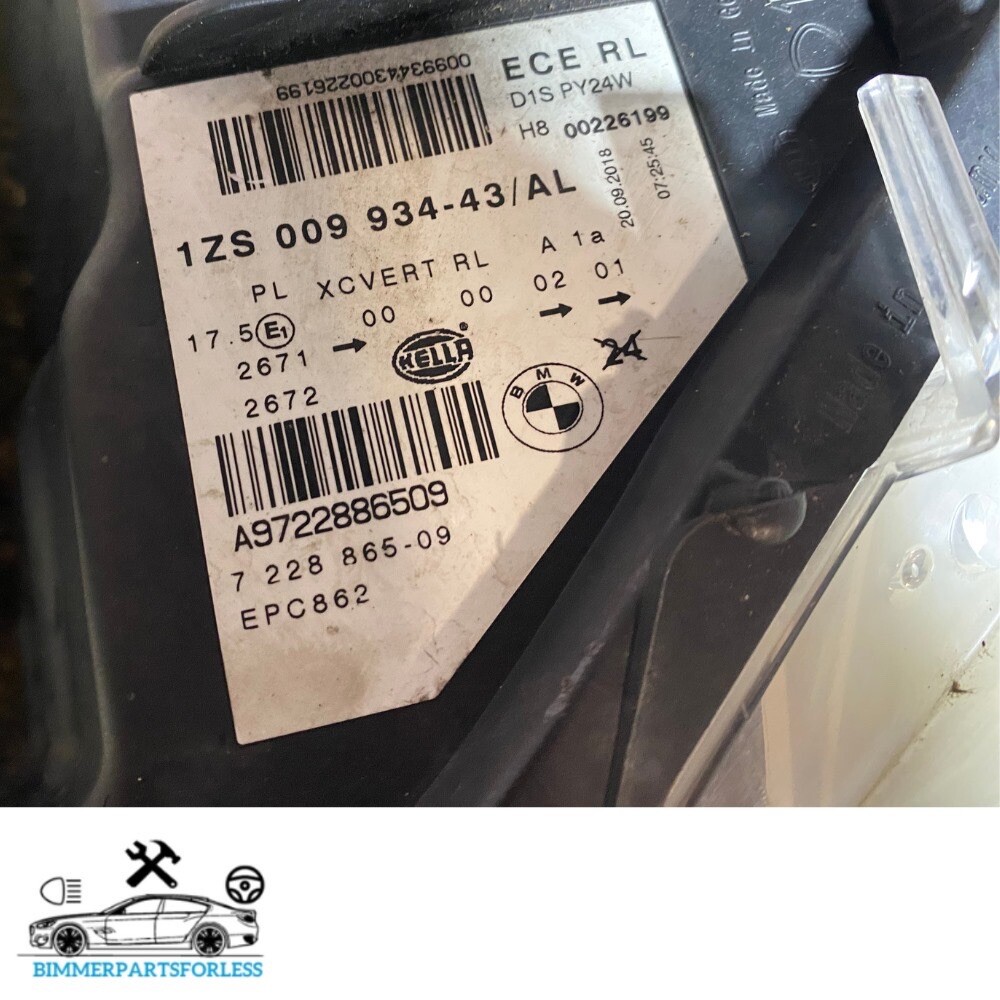 0099344300226199
ECE RL
D1S PY24W
H8 00226199
20.09.2018
07:25:45
1ZS 009 934-43/AL
PL XCVERT RL A 1a
17.5 E1 → 00 00 02 01
2671
2672
HELLA®
BMW
24
A9722886509
7 228 865-09
EPC862
Made in
Made in
BIMMERPARTSFORLESS